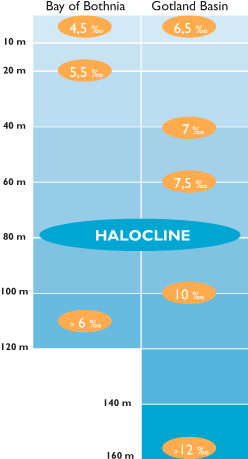 Bay of Bothnia Gotland Basin
4,5 ‰ 6,5 ‰
10 m
20 m 5,5 ‰
40 m 7 ‰
60 m 7,5 ‰
HALOCLINE
80 m
100 m 10 ‰
> 6 ‰
120 m
140 m
>12 ‰
160 m